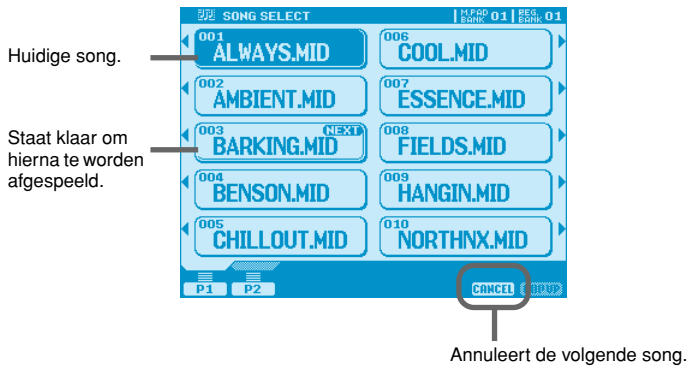 SONG SELECT
M.PAD BANK 01 REG. BANK 01
Huidige song.
001
ALWAYS.MID
006
COOL.MID
002
AMBIENT.MID
007
ESSENCE.MID
Staat klaar om
hierna te worden
afgespeeld.
003 NEXT
BARKING.MID
008
FIELDS.MID
004
BENSON.MID
009
HANGIN.MID
005
CHILLOUT.MID
010
NORTHNX.MID
P1 P2 CANCEL
Annuleert de volgende song.